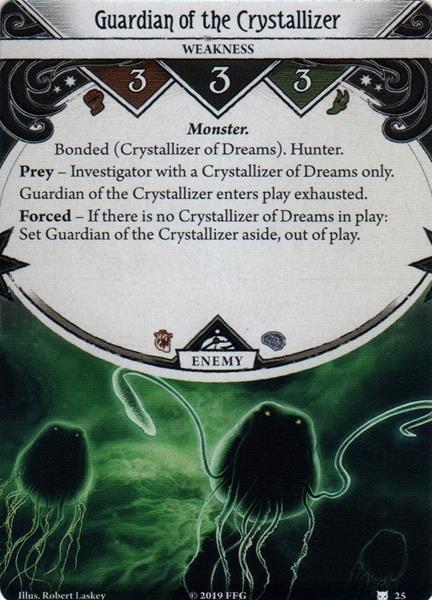 Guardian of the Crystallizer
WEAKNESS
3 3 3
Monster.
Bonded (Crystallizer of Dreams). Hunter.
Prey – Investigator with a Crystallizer of Dreams only.
Guardian of the Crystallizer enters play exhausted.
Forced – If there is no Crystallizer of Dreams in play:
Set Guardian of the Crystallizer aside, out of play.
ENEMY
Illus. Robert Laskey
© 2019 FFG
25